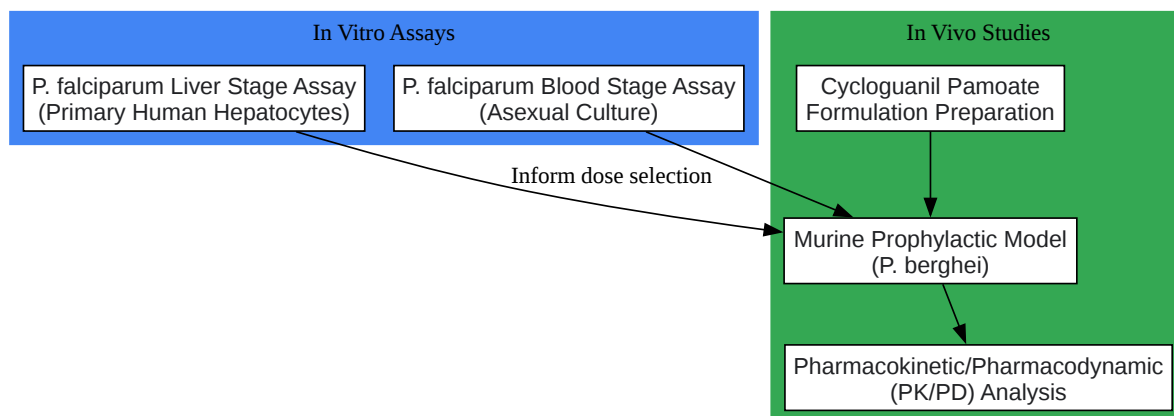 In Vitro Assays
P. falciparum Liver Stage Assay
(Primary Human Hepatocytes)
P. falciparum Blood Stage Assay
(Asexual Culture)
Inform dose selection
In Vivo Studies
Cycloguanil Pamoate
Formulation Preparation
Murine Prophylactic Model
(P. berghei)
Pharmacokinetic/Pharmacodynamic
(PK/PD) Analysis